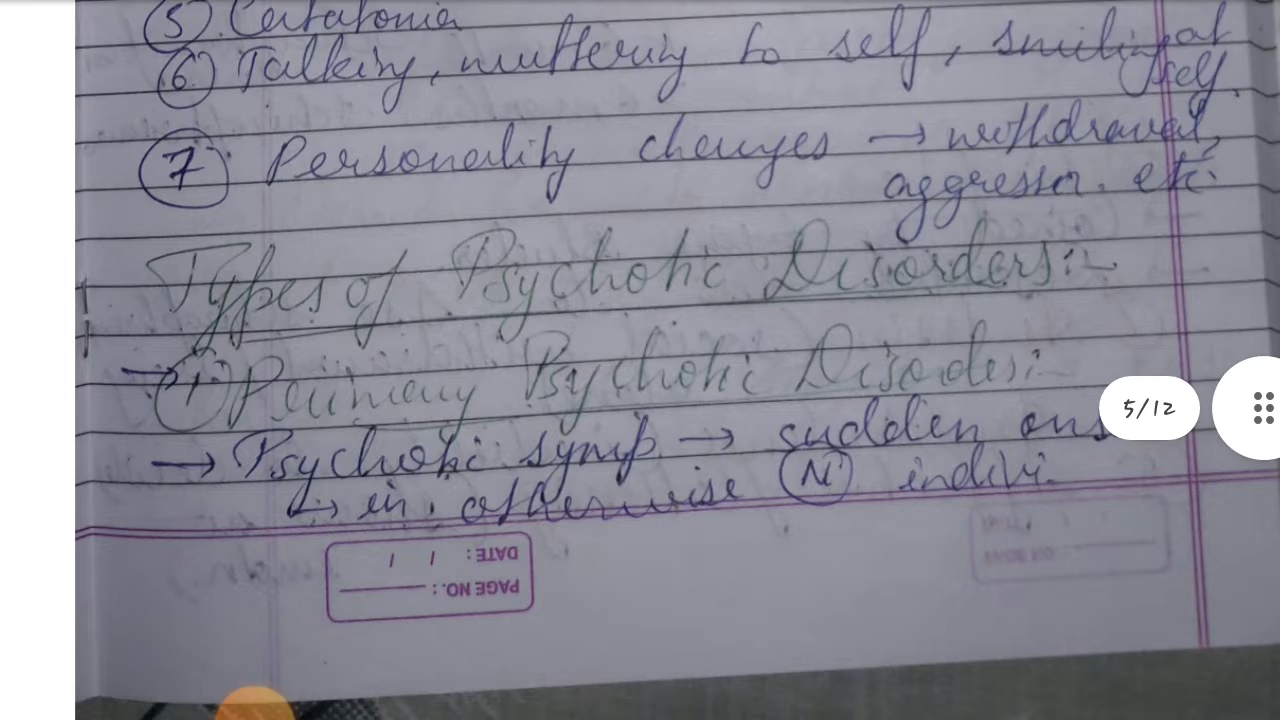 (5). Catatonia
(6) Talking, muttering to self, smiling at self.
(7) Personality changes → withdrawal, aggression. etc.
Types of Psychotic Disorders:-
→ (1) Primary Psychotic Disorders:-
→ Psychotic symp. → sudden ons
↳ in otherwise (N) indivi.
DATE: / /
PAGE NO.:
5/12